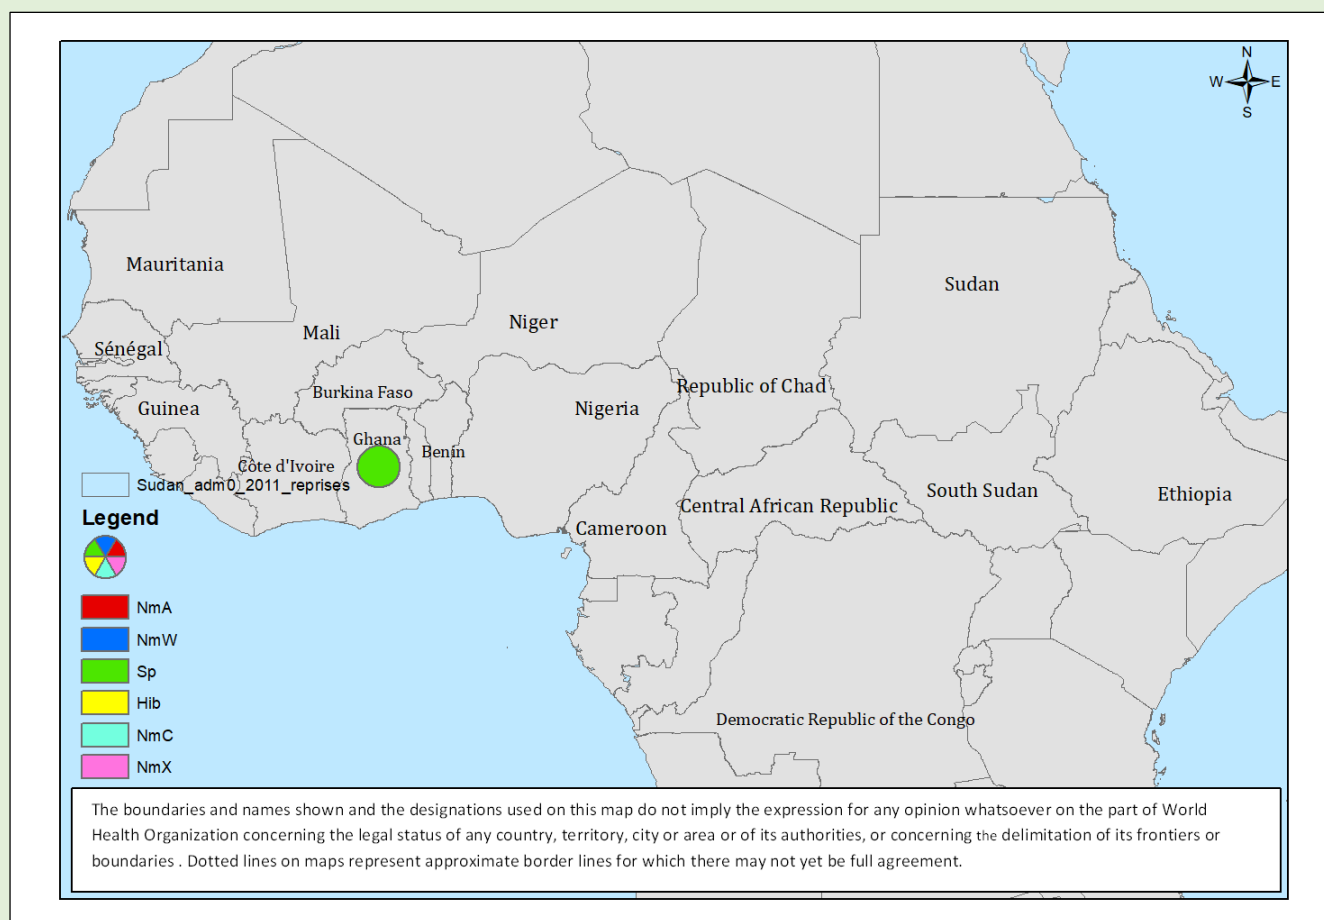 N
W
E
S
Mauritania
Sudan
Niger
Mali
Sénégal
Republic of Chad
Burkina Faso
Guinea
Nigeria
Ghana
Benin
Côte d'Ivoire
Sudan_adm0_2011_reprises
South Sudan
Ethiopia
Central African Republic
Cameroon
Legend
NmA
NmW
Sp
Hib
NmC
NmX
Democratic Republic of the Congo
The boundaries and names shown and the designations used on this map do not imply the expression for any opinion whatsoever on the part of World
Health Organization concerning the legal status of any country, territory, city or area or of its authorities, or concerning the delimitation of its frontiers or
boundaries . Dotted lines on maps represent approximate border lines for which there may not yet be full agreement.